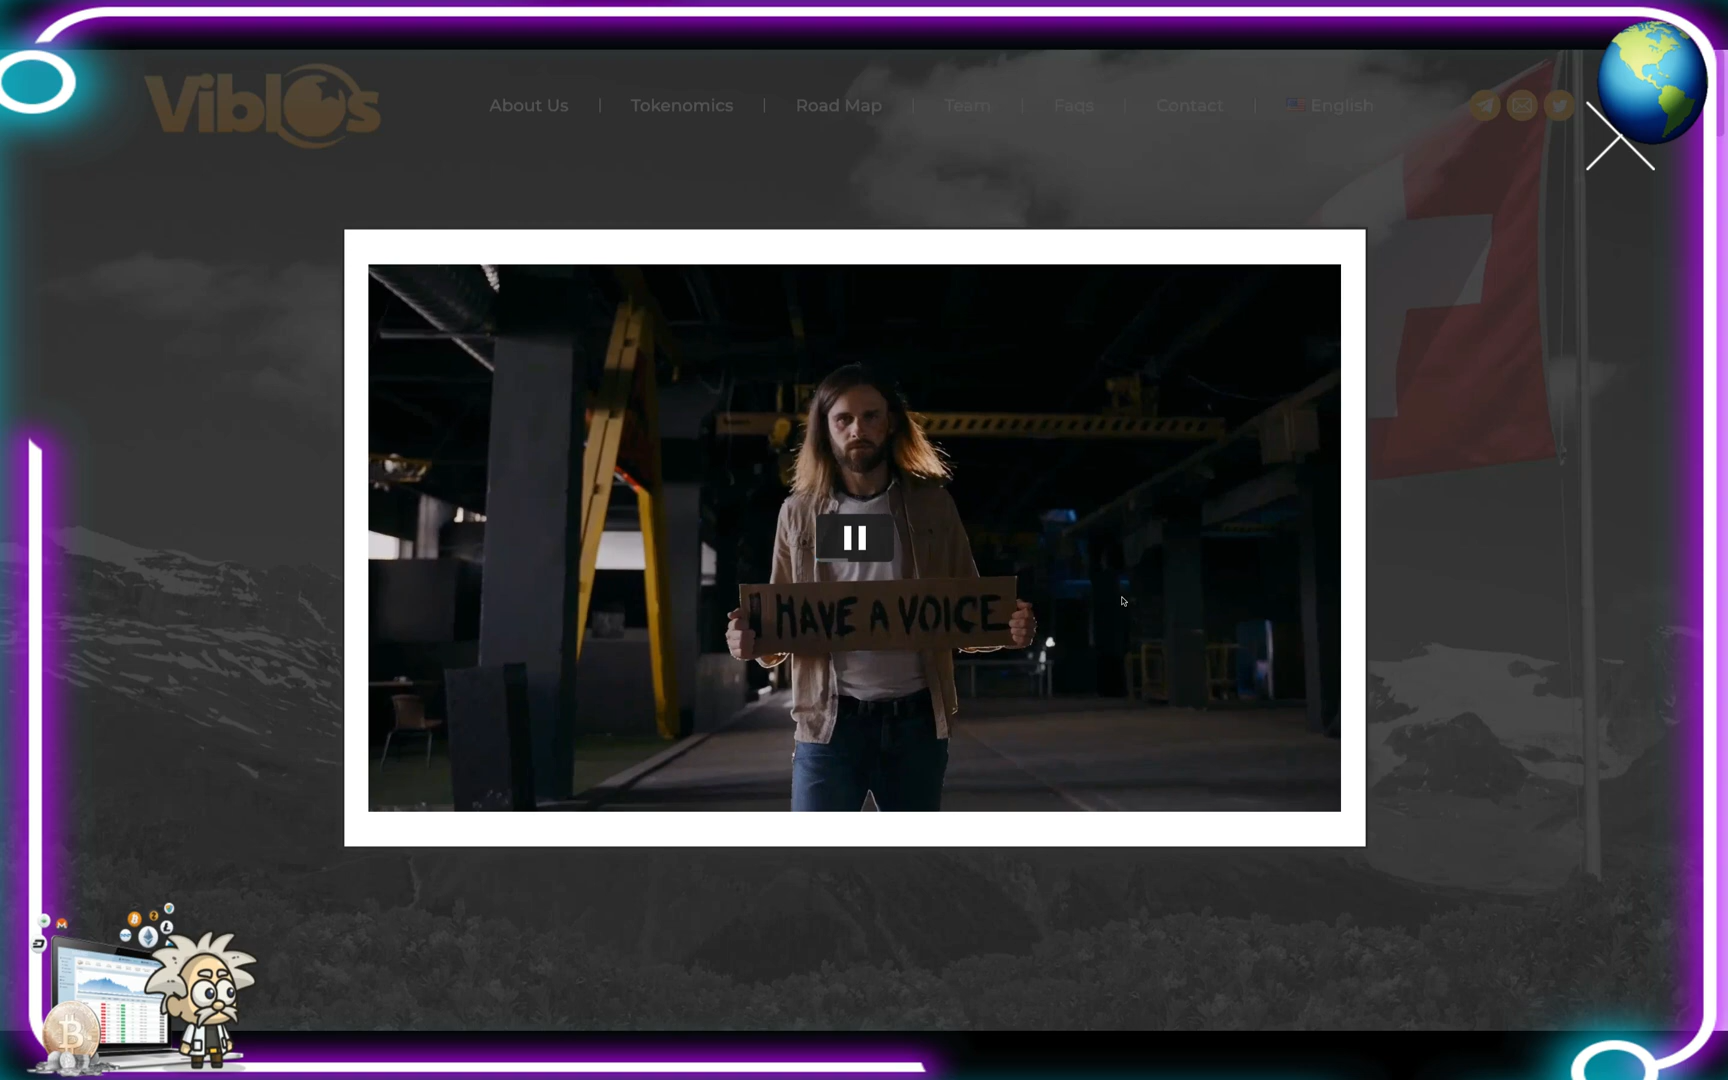 Viblos
About Us | Tokenomics | Road Map | Team | Faqs | Contact | English
I HAVE A VOICE